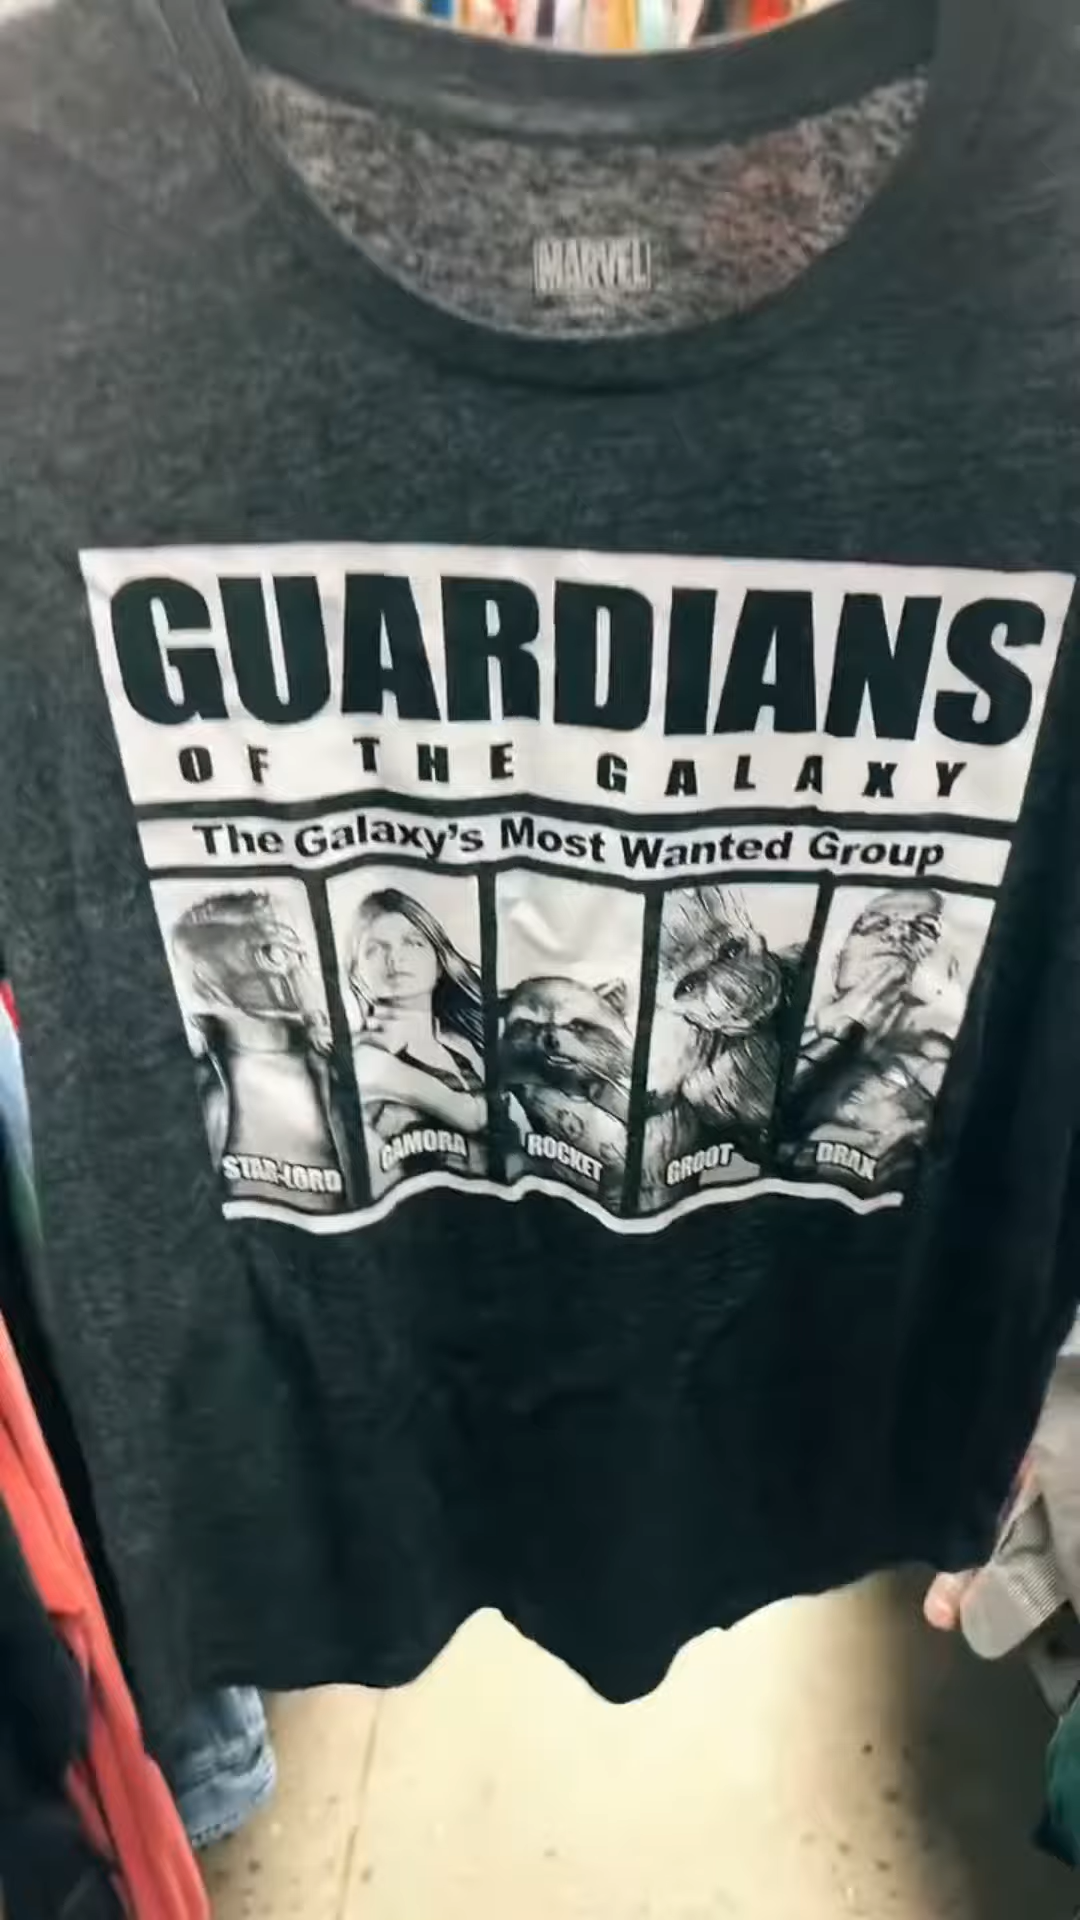 MARVEL
GUARDIANS
OF THE GALAXY
The Galaxy's Most Wanted Group
STAR-LORD GAMORA ROCKET GROOT DRAX